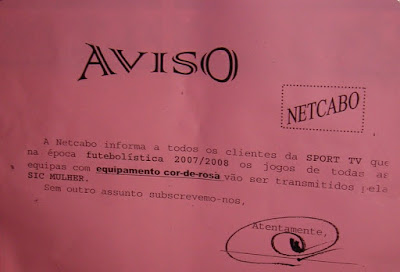 AVISO
NETCABO
A Netcabo informa a todos os clientes da SPORT TV que
na época futebolística 2007/2008 os jogos de todas as
equipas com equipamento cor-de-rosa vão ser transmitidos pela
SIC MULHER.
Sem outro assunto subscrevemo-nos,
Atentamente,